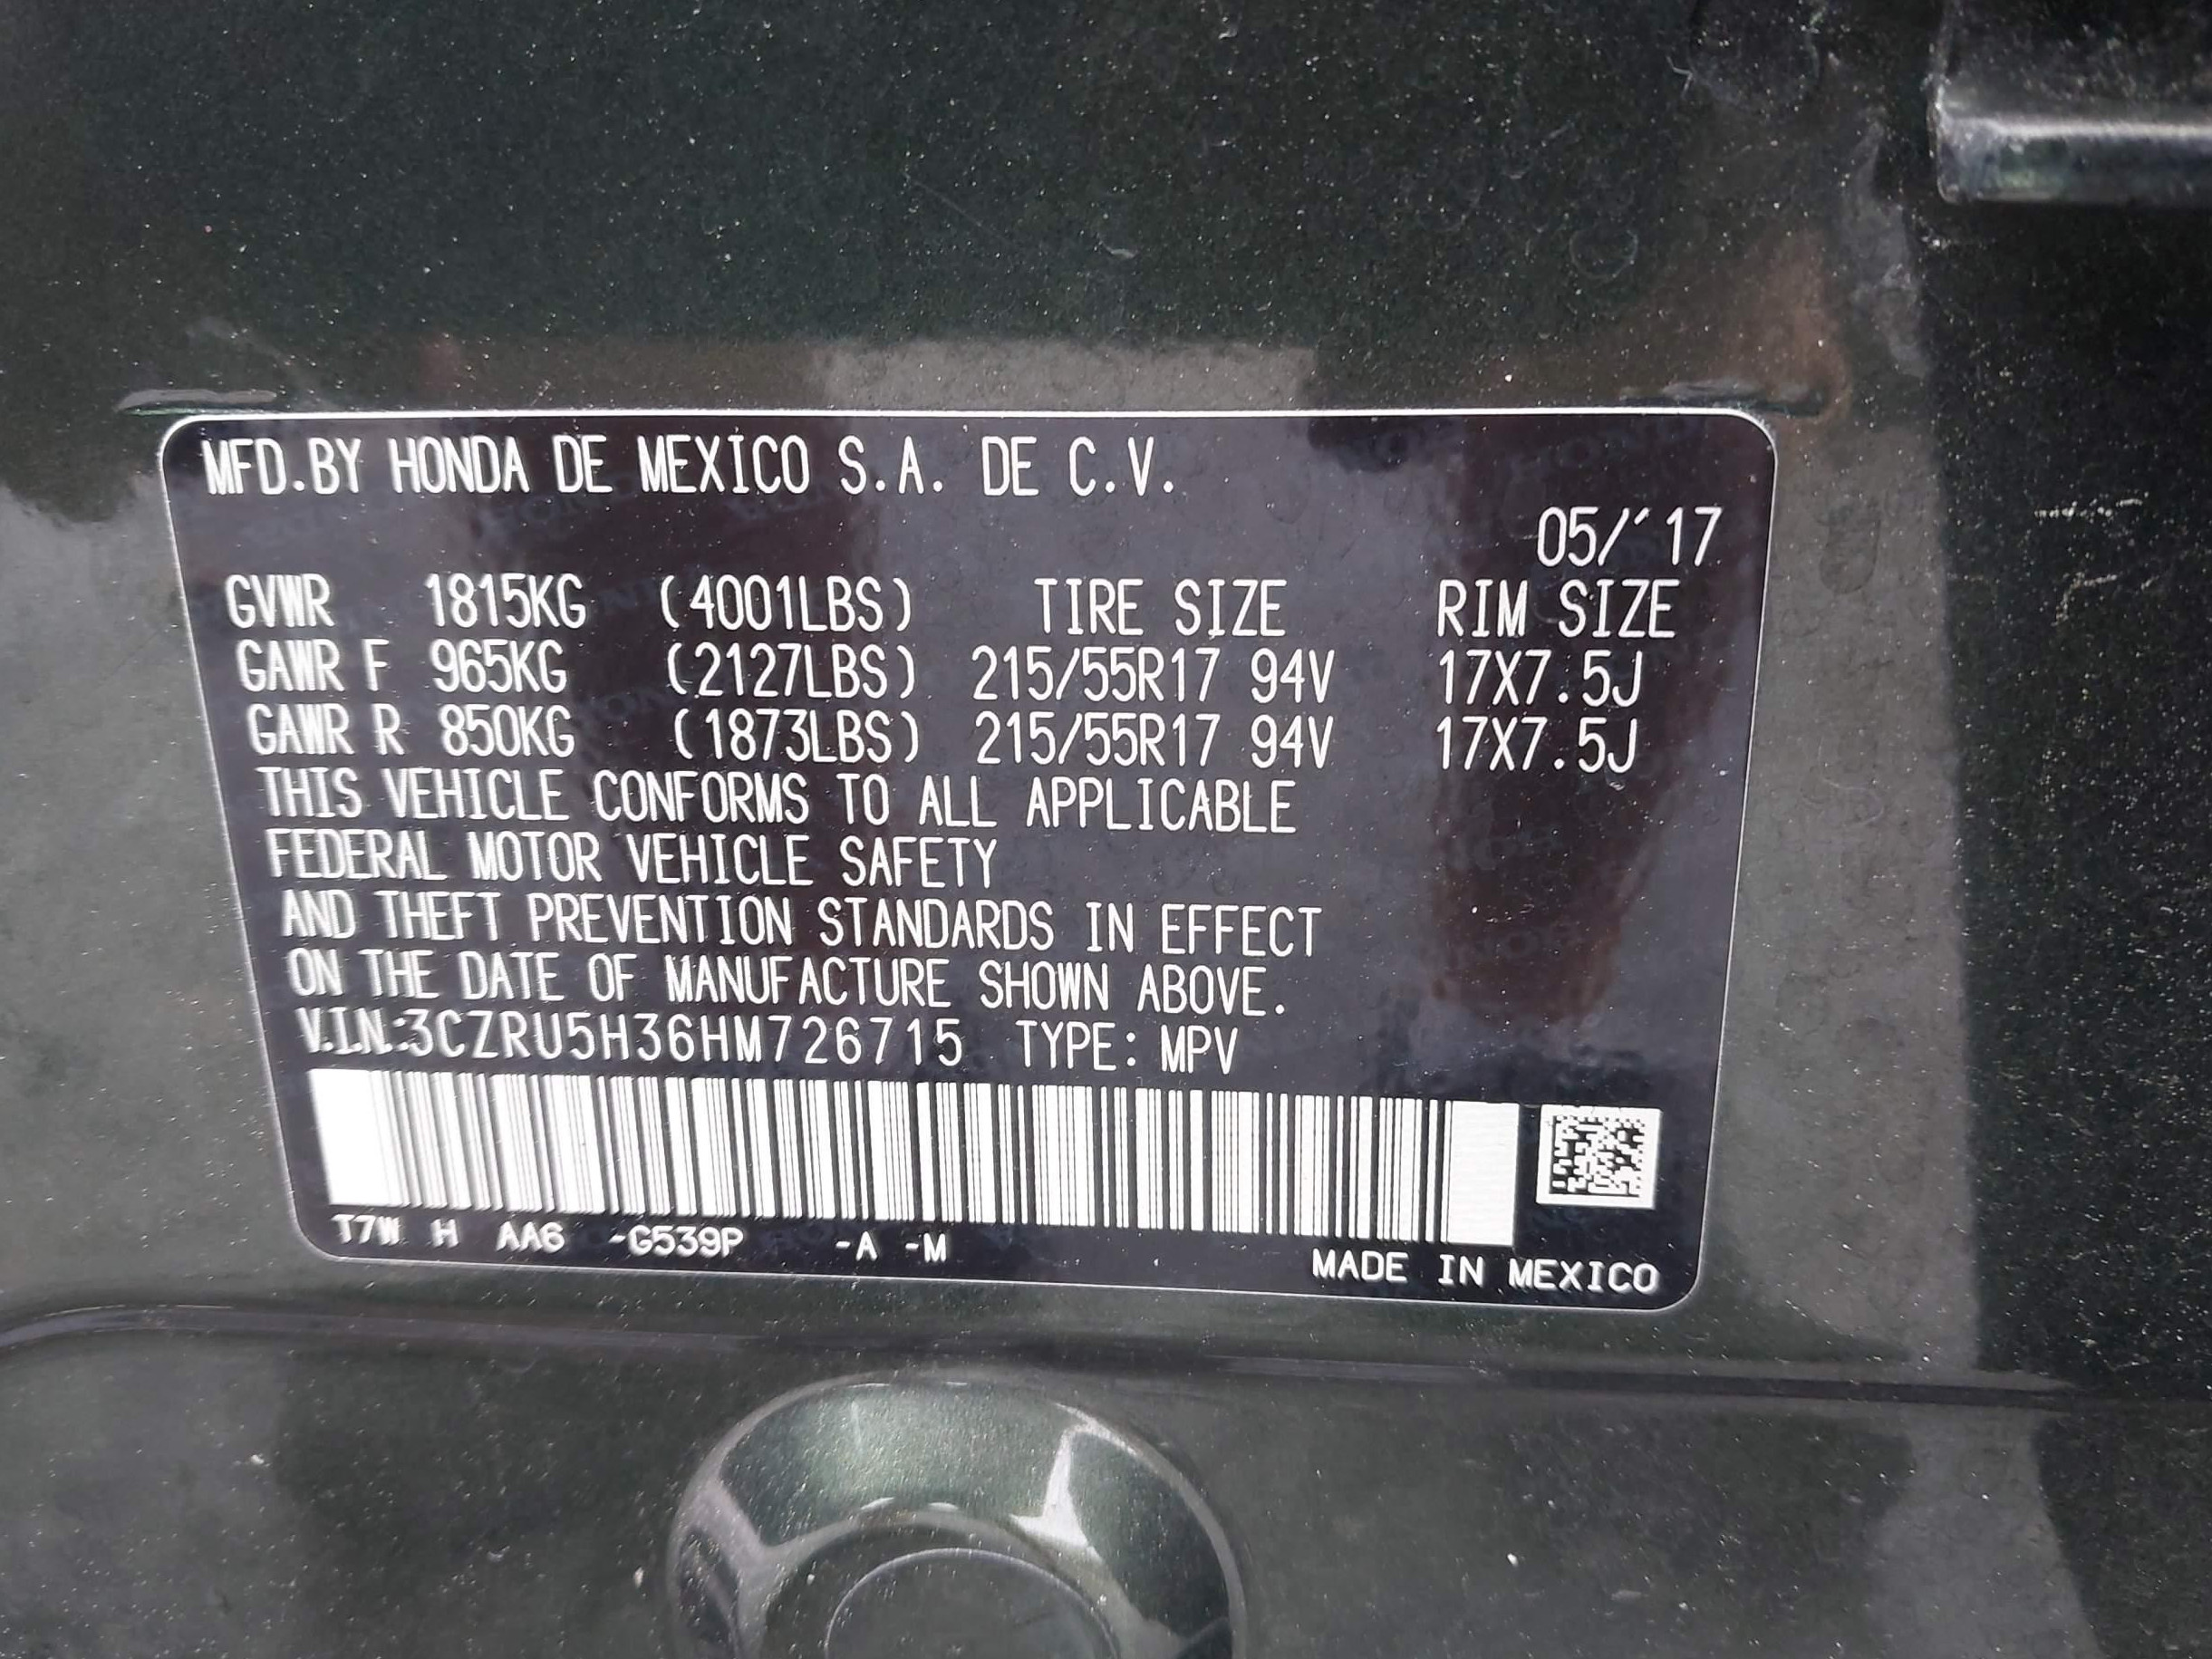 MFD.BY HONDA DE MEXICO S.A. DE C.V.
05/'17
GVWR 1815KG (4001LBS) TIRE SIZE RIM SIZE
GAWR F 965KG (2127LBS) 215/55R17 94V 17X7.5J
GAWR R 850KG (1873LBS) 215/55R17 94V 17X7.5J
THIS VEHICLE CONFORMS TO ALL APPLICABLE
FEDERAL MOTOR VEHICLE SAFETY
AND THEFT PREVENTION STANDARDS IN EFFECT
ON THE DATE OF MANUFACTURE SHOWN ABOVE.
V.I.N.:3CZRU5H36HM726715 TYPE: MPV
T7W H AA6 -G539P -A -M
MADE IN MEXICO